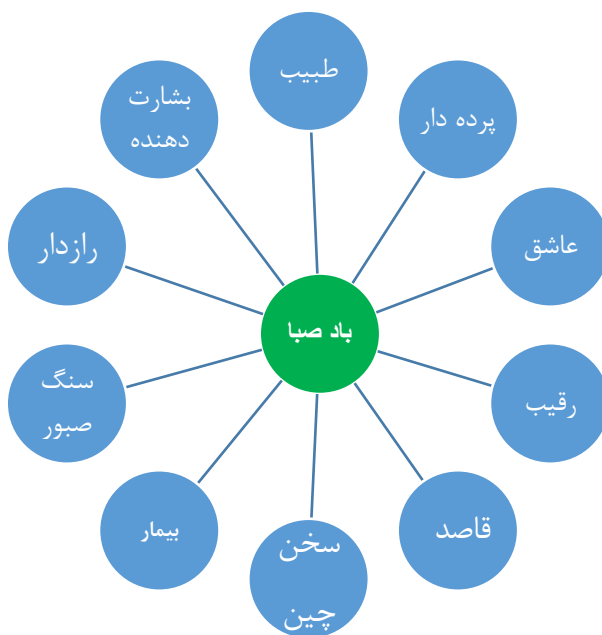 طبیب
پرده دار
بشارت
دهنده
عاشق
رازدار
باد صبا
سنگ
صبور
رقیب
بیمار
قاصد
سخن
چین